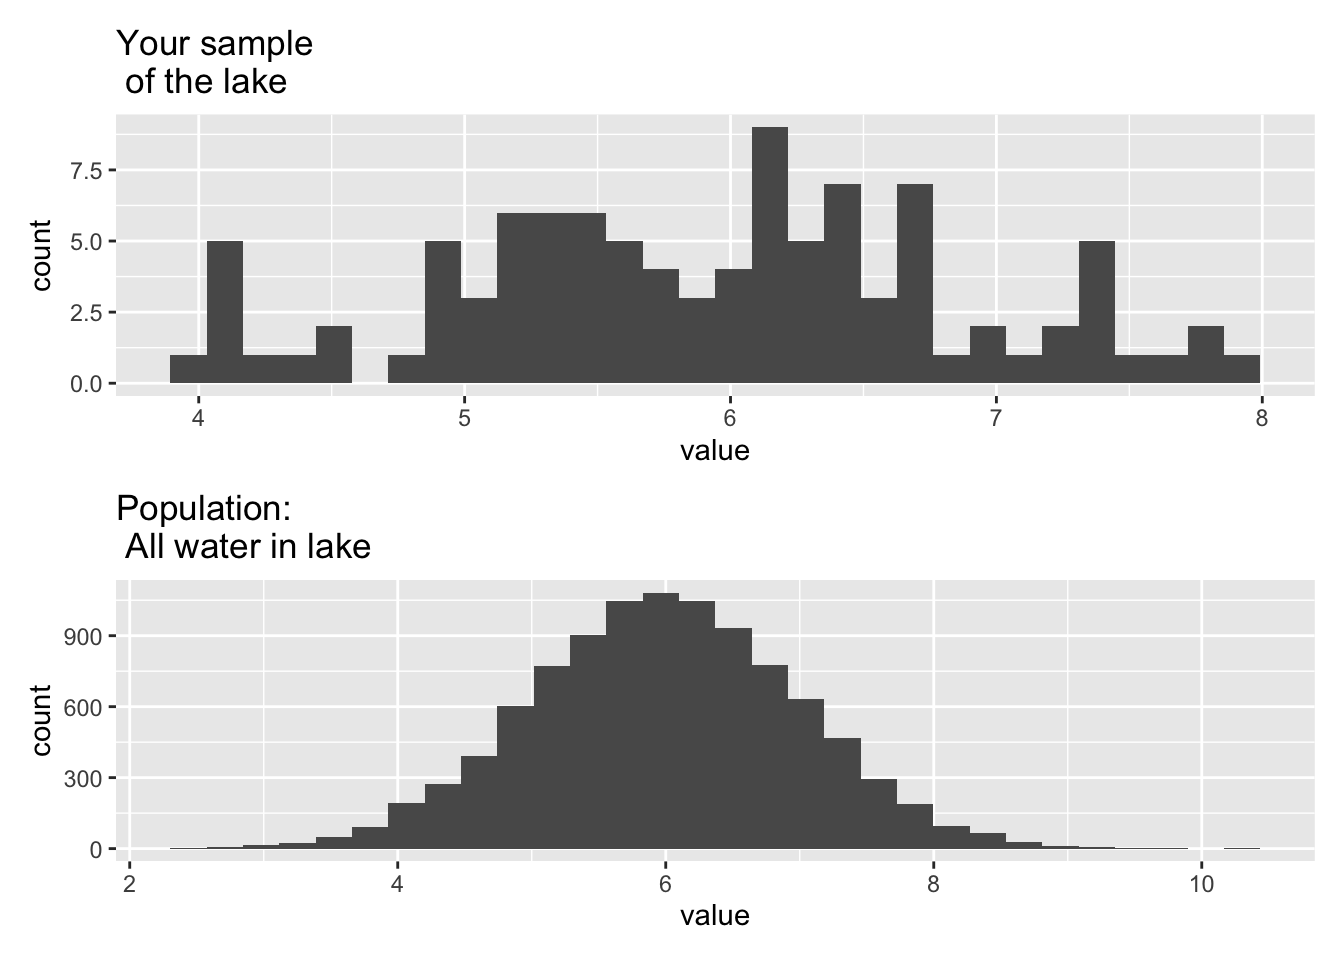 Your sample
of the lake
7.5
5.0
2.5
0.0
count
4 5 6 7 8
value
Population:
All water in lake
900
600
300
0
count
2 4 6 8 10
value